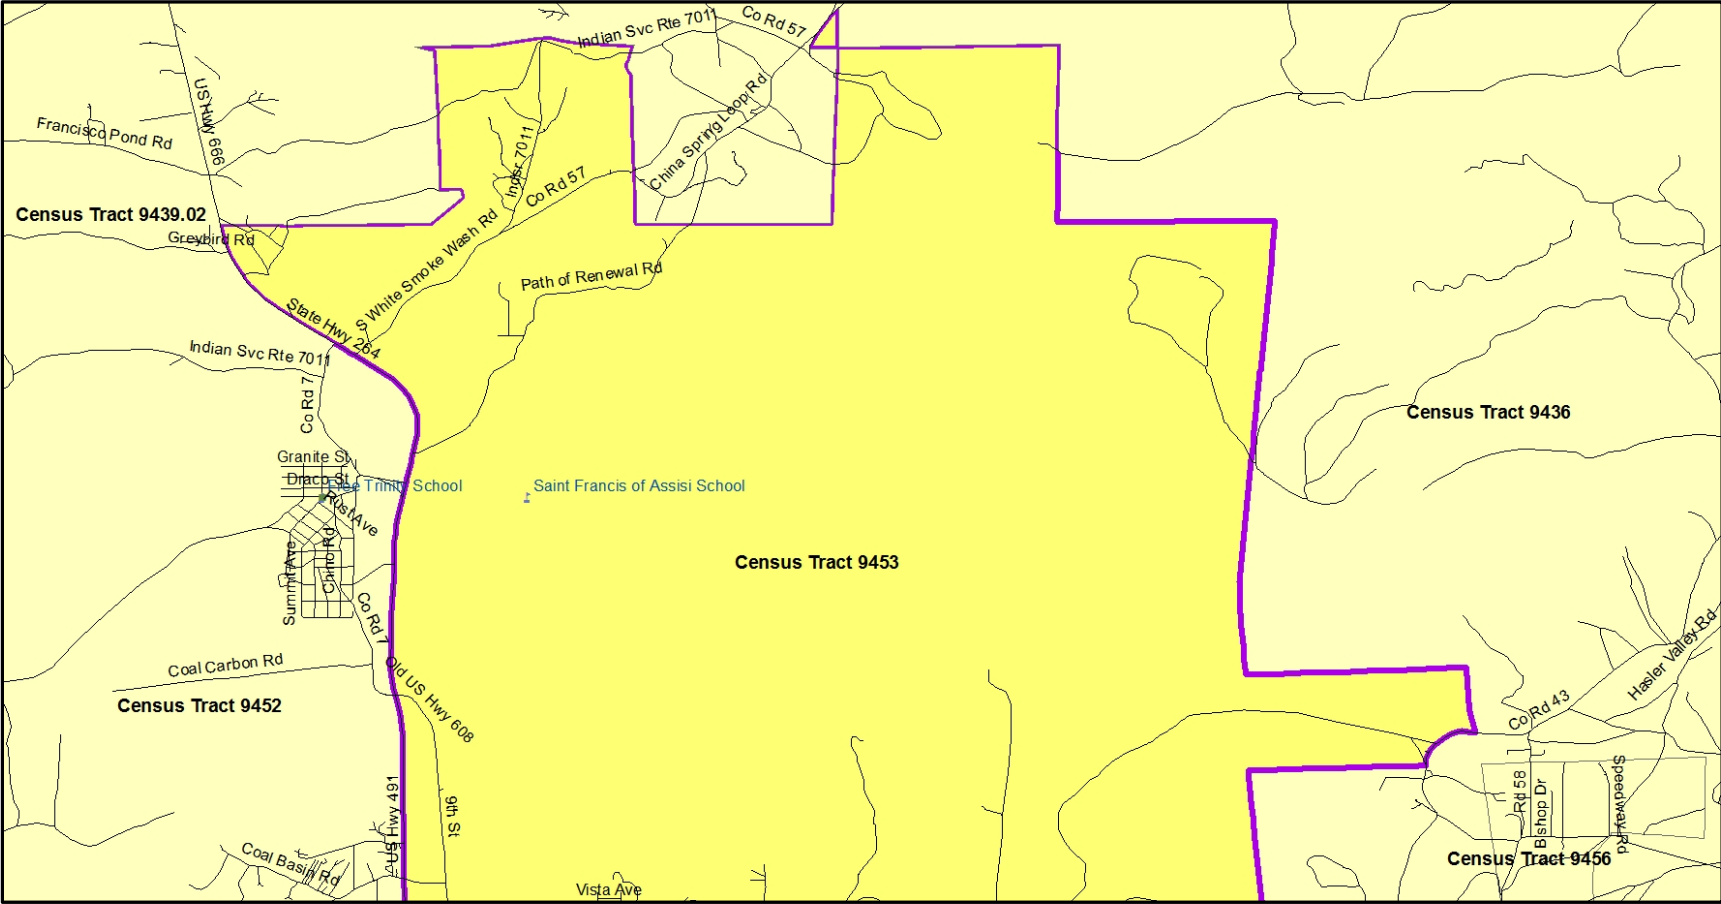 Indian Svc Rte 7011
Co Rd 57
US Hwy 666
Francisco Pond Rd
China Spring Loop Rd
Indsr 7011
Co Rd 57
Census Tract 9439.02
Greybird Rd
S White Smoke Wash Rd
Path of Renewal Rd
State Hwy 264
Indian Svc Rte 7011
Co Rd 7
Census Tract 9436
Granite St
Draco St
Free Trinity School
Saint Francis of Assisi School
Rust Ave
Chino Rd
Summit Ave
Census Tract 9453
Co Rd 7
Coal Carbon Rd
Old US Hwy 608
Hasler Valley Rd
Census Tract 9452
Co Rd 43
US Hwy 491
9th St
Rd 58
Bishop Dr
Speedway Rd
Coal Basin Rd
Census Tract 9456
Vista Ave